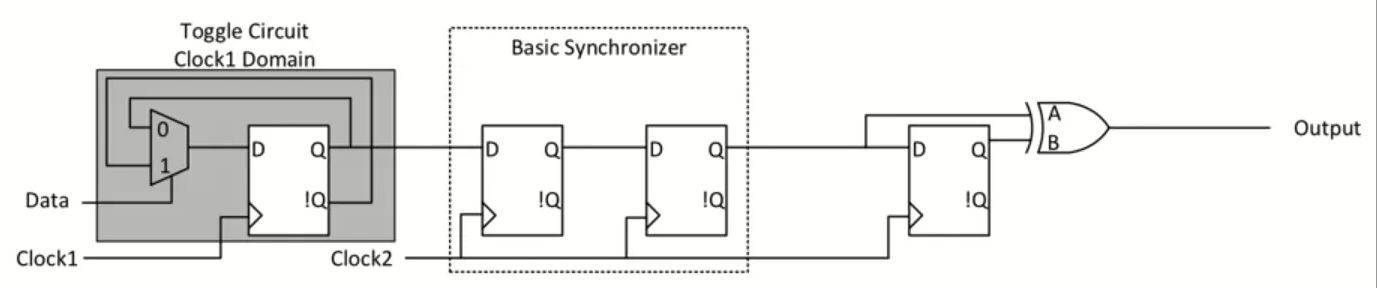 Toggle Circuit
Clock1 Domain
Basic Synchronizer
0
1
D
Q
!Q
D
Q
!Q
D
Q
!Q
D
Q
!Q
A
B
Output
Data
Clock1
Clock2